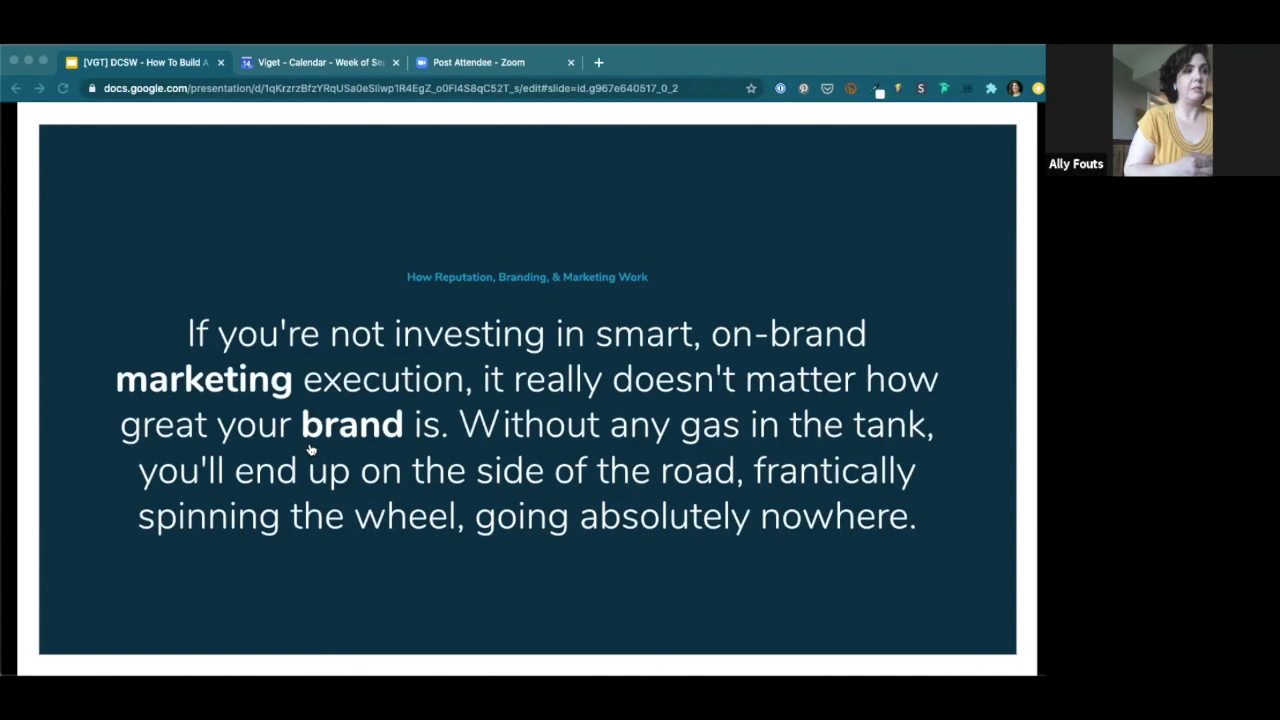 [VGT] DCSW - How To Build A
Viget - Calendar - Week of Se
Post Attendee - Zoom
docs.google.com/presentation/d/1qKrzrzBfzYRqUSa0eSliwp1R4EgZ_o0Fl4S8qC52T_s/edit#slide=id.g967e640517_0_2
Ally Fouts
How Reputation, Branding, & Marketing Work
If you're not investing in smart, on-brand
marketing execution, it really doesn't matter how
great your brand is. Without any gas in the tank,
you'll end up on the side of the road, frantically
spinning the wheel, going absolutely nowhere.